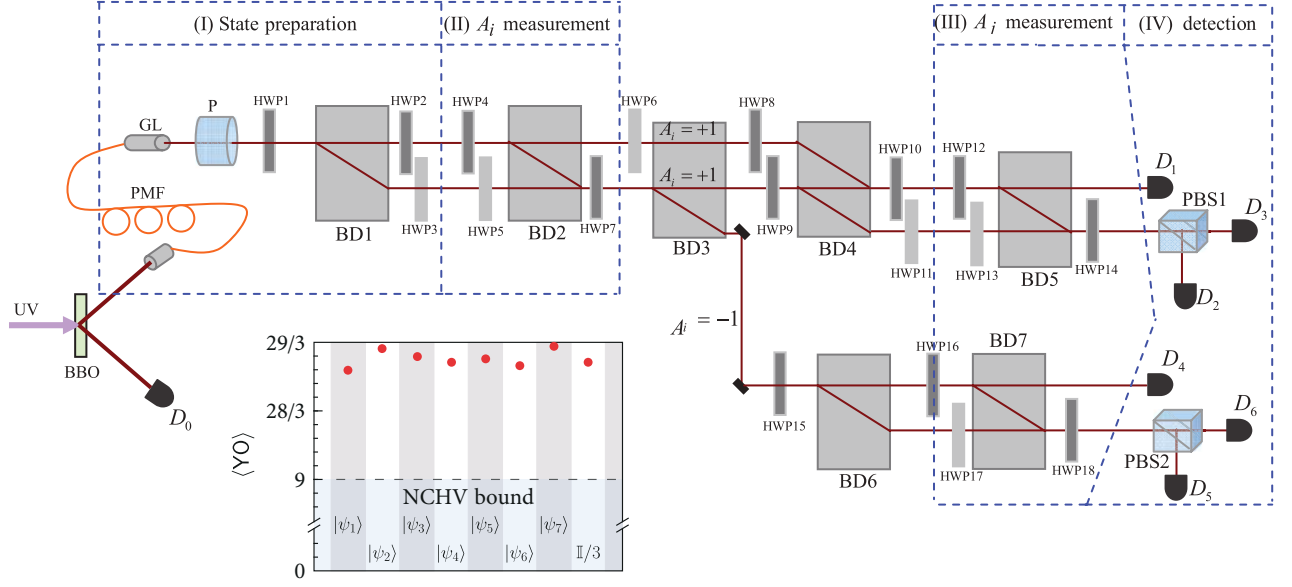 (I) State preparation
(II) A_i measurement
(III) A_j measurement
(IV) detection
GL
P
HWP1
BD1
HWP2
HWP3
HWP4
HWP5
BD2
HWP7
HWP6
A_i = +1
A_i = +1
BD3
HWP8
HWP9
BD4
HWP10
HWP11
HWP12
HWP13
BD5
HWP14
D_1
PBS1
D_3
D_2
PMF
UV
BBO
D_0
A_i = −1
HWP15
BD6
HWP16
HWP17
BD7
HWP18
D_4
PBS2
D_6
D_5
⟨YO⟩
29/3
28/3
9
0
NCHV bound
|ψ_1⟩
|ψ_2⟩
|ψ_3⟩
|ψ_4⟩
|ψ_5⟩
|ψ_6⟩
|ψ_7⟩
𝕀/3